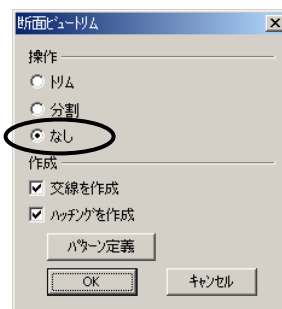 断面ﾋﾞｭｰﾄﾘﾑ
操作
ﾄﾘﾑ
分割
なし
作成
交線を作成
ﾊｯﾁﾝｸﾞを作成
ﾊﾟﾀｰﾝ定義
OK
ｷｬﾝｾﾙ